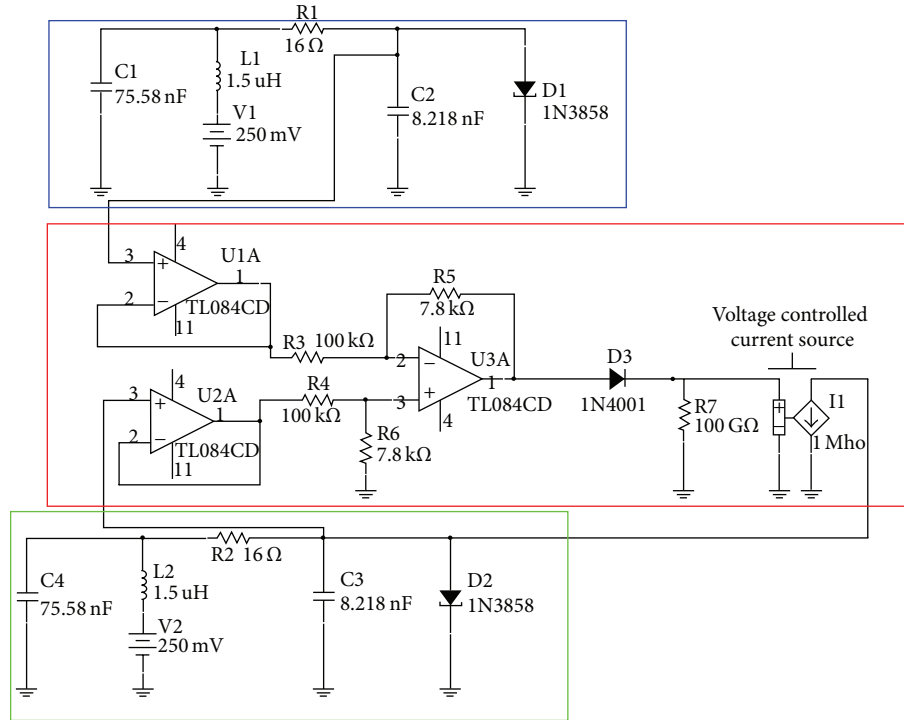 R1
16 Ω
C1
75.58 nF
L1
1.5 uH
V1
250 mV
C2
8.218 nF
D1
1N3858
4
3
+
U1A
1
2
−
TL084CD
11
R3
100 kΩ
R5
7.8 kΩ
11
2
−
U3A
1
3
+
TL084CD
4
4
3
+
U2A
1
2
−
TL084CD
11
R4
100 kΩ
R6
7.8 kΩ
D3
1N4001
R7
100 GΩ
Voltage controlled
current source
+
−
I1
1 Mho
R2 16 Ω
C4
75.58 nF
L2
1.5 uH
V2
250 mV
C3
8.218 nF
D2
1N3858